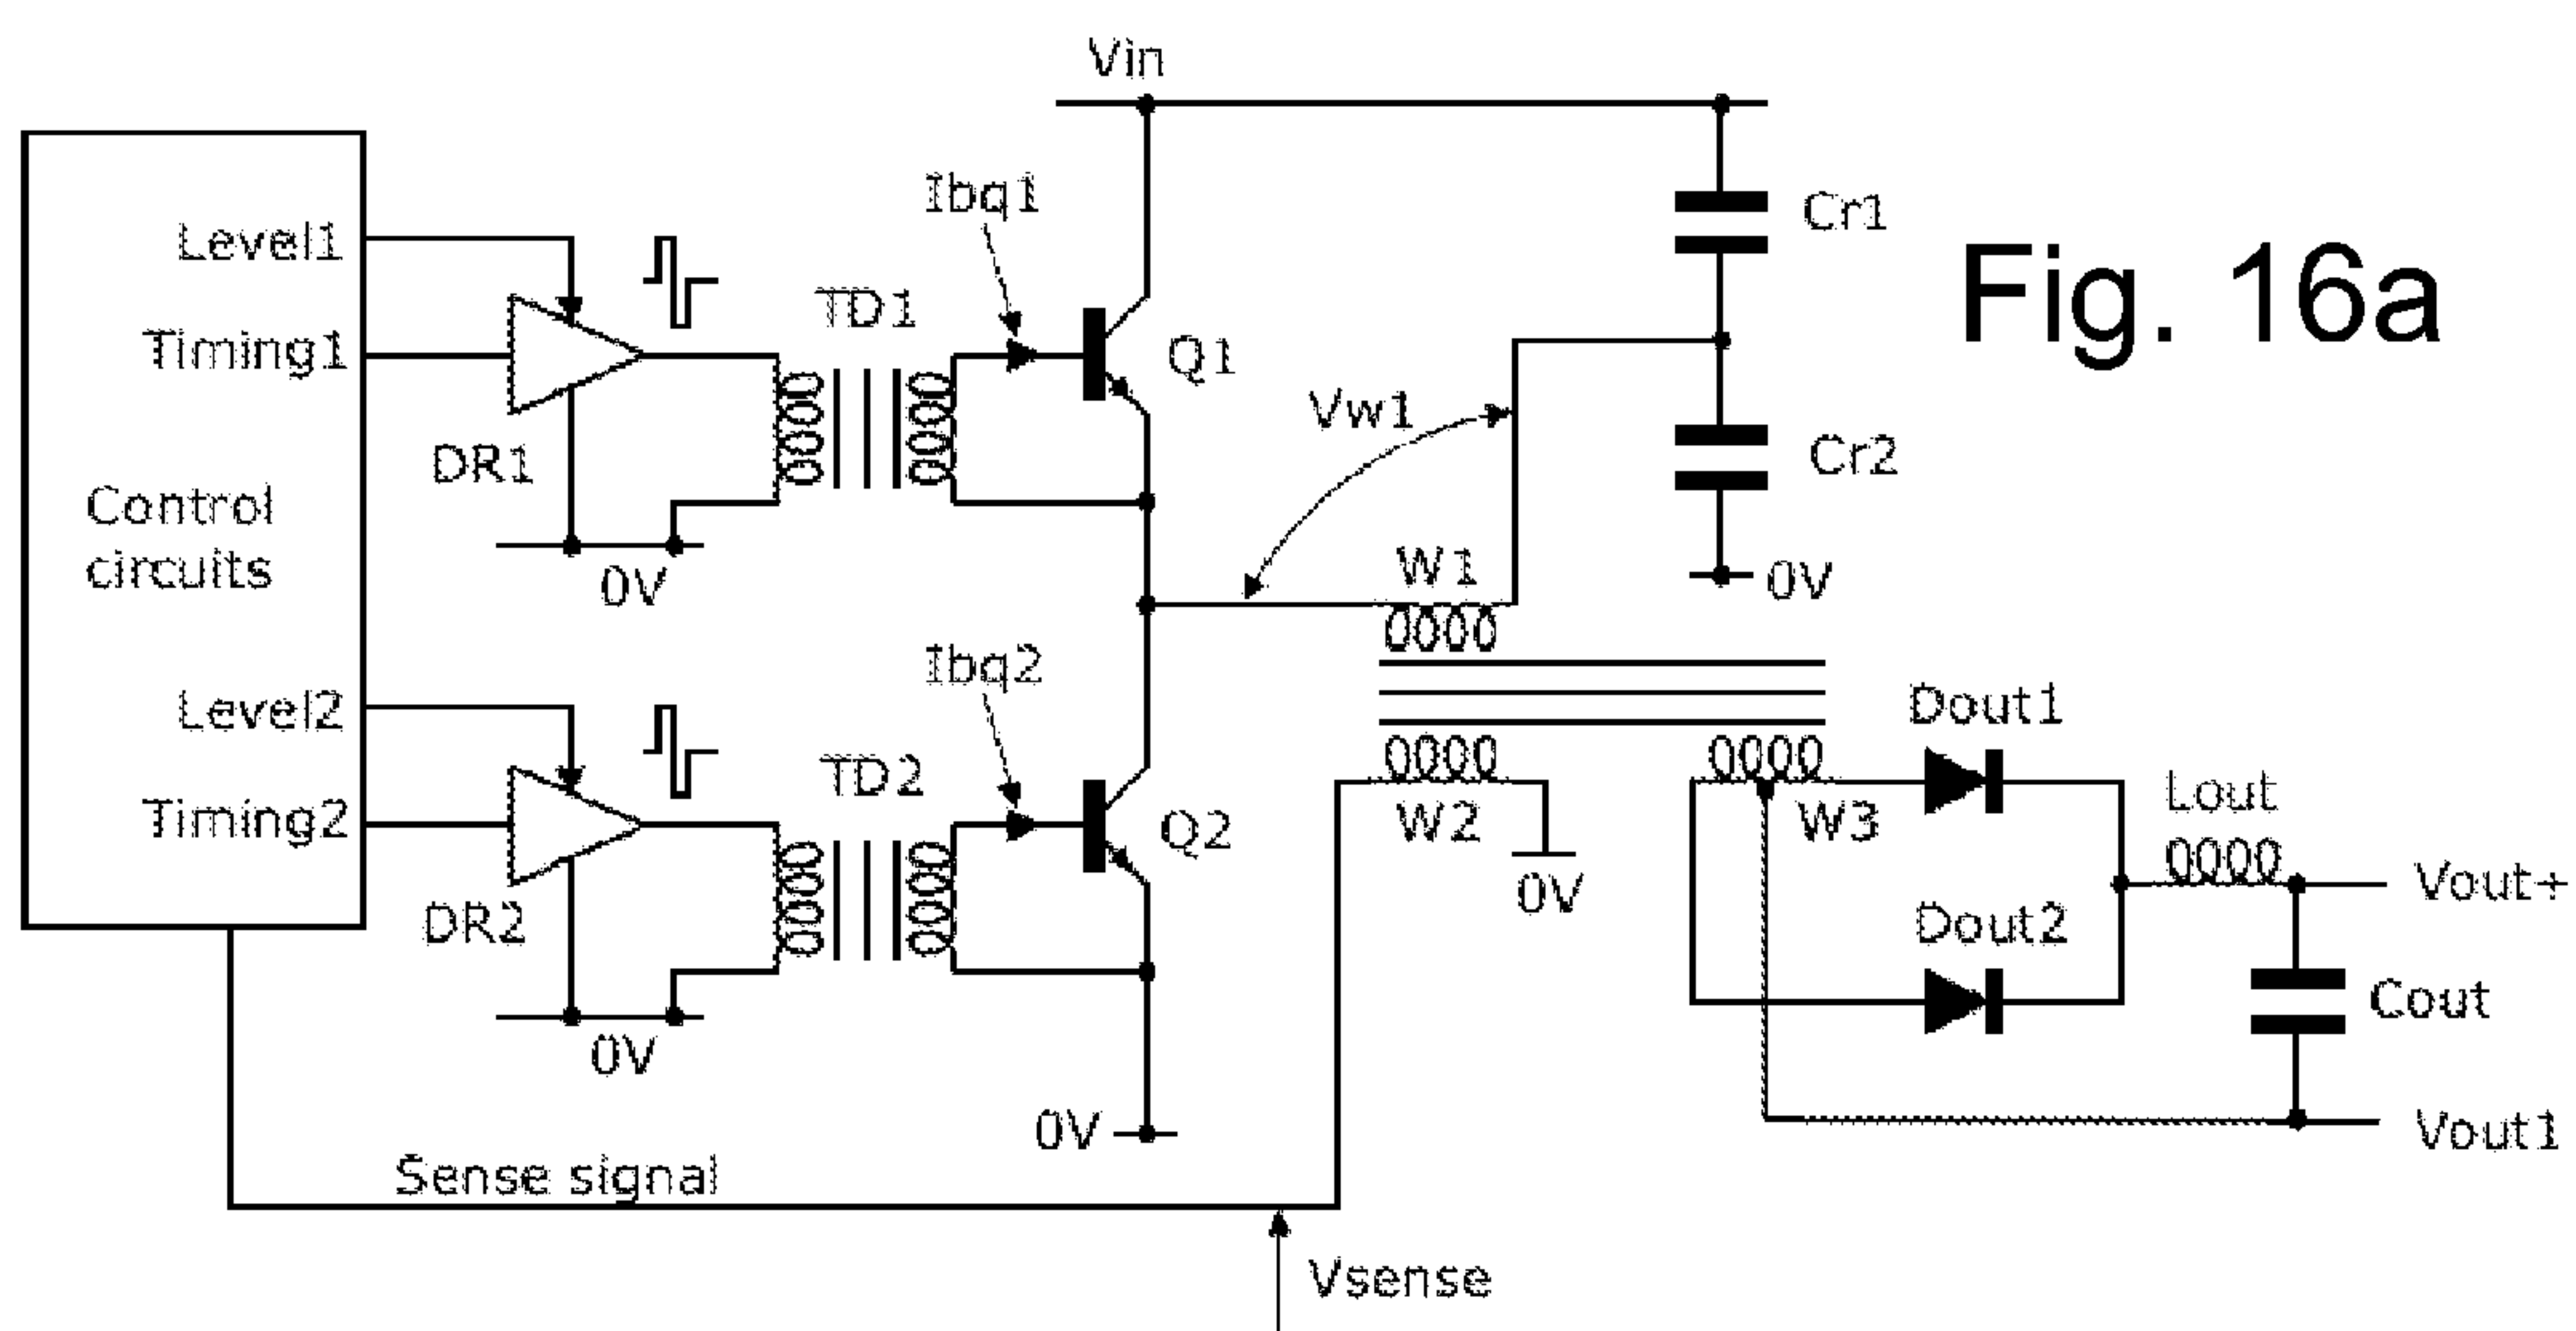 Vin
Level1
Timing1
Control
circuits
Level2
Timing2
DR1
0V
TD1
Ibq1
Q1
Vw1
Cr1
Cr2
0V
Fig. 16a
W1
DR2
0V
TD2
Ibq2
Q2
0V
W2
0V
W3
Dout1
Dout2
Lout
Vout+
Cout
Vout1
Sense signal
Vsense